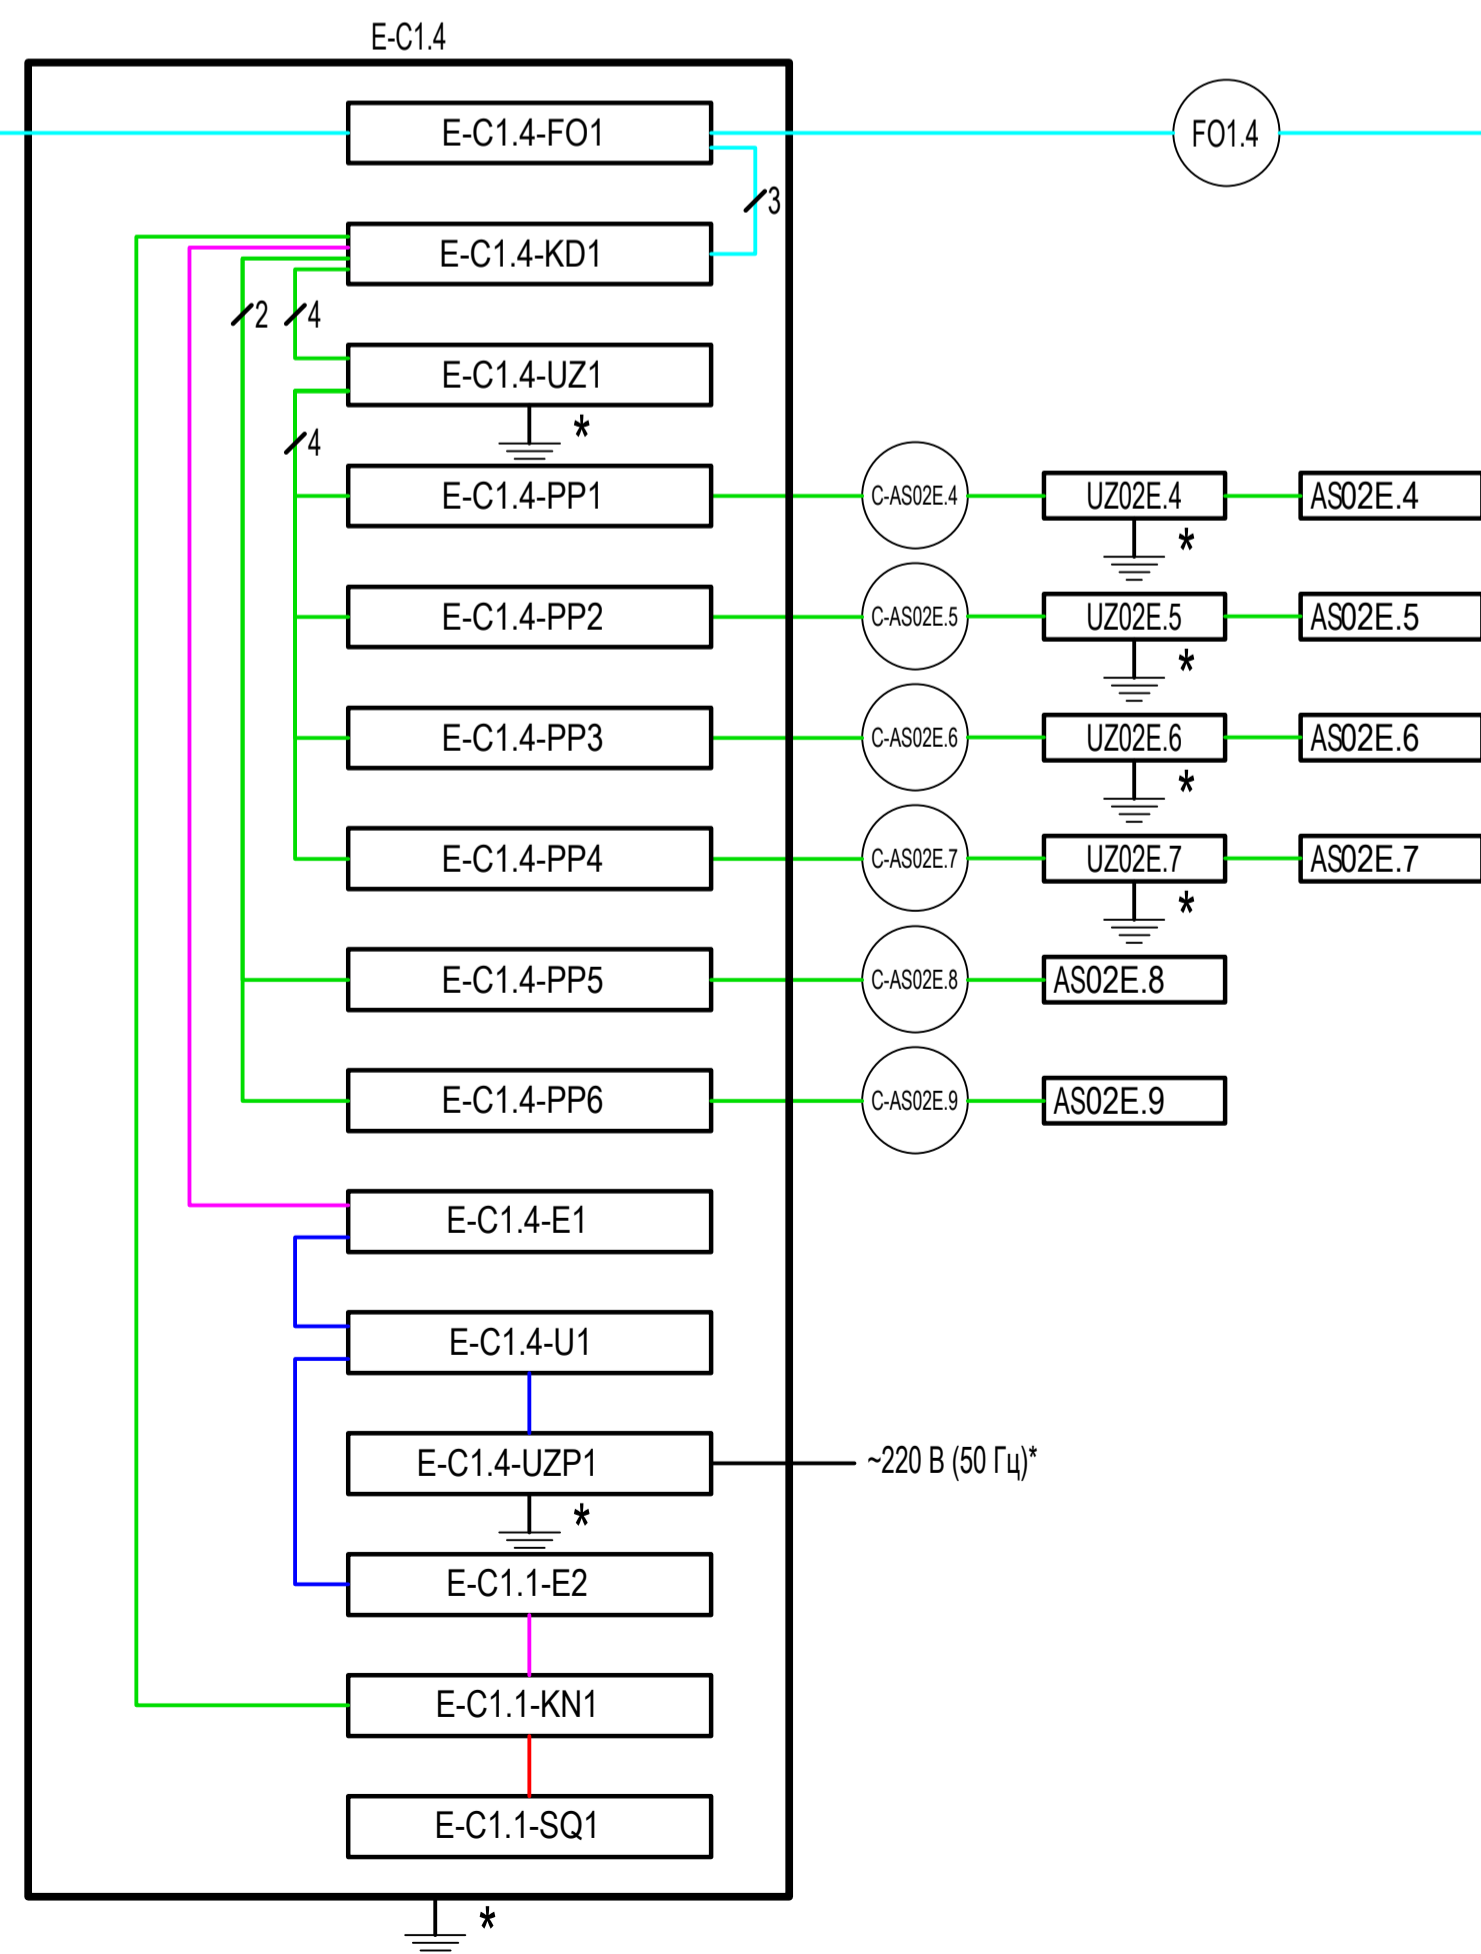 E-C1.4
E-C1.4-FO1
FO1.4
3
E-C1.4-KD1
2
4
E-C1.4-UZ1
*
4
E-C1.4-PP1
C-AS02E.4
UZ02E.4
AS02E.4
*
E-C1.4-PP2
C-AS02E.5
UZ02E.5
AS02E.5
*
E-C1.4-PP3
C-AS02E.6
UZ02E.6
AS02E.6
*
E-C1.4-PP4
C-AS02E.7
UZ02E.7
AS02E.7
*
E-C1.4-PP5
C-AS02E.8
AS02E.8
E-C1.4-PP6
C-AS02E.9
AS02E.9
E-C1.4-E1
E-C1.4-U1
E-C1.4-UZP1
~220 В (50 Гц)*
*
E-C1.1-E2
E-C1.1-KN1
E-C1.1-SQ1
*